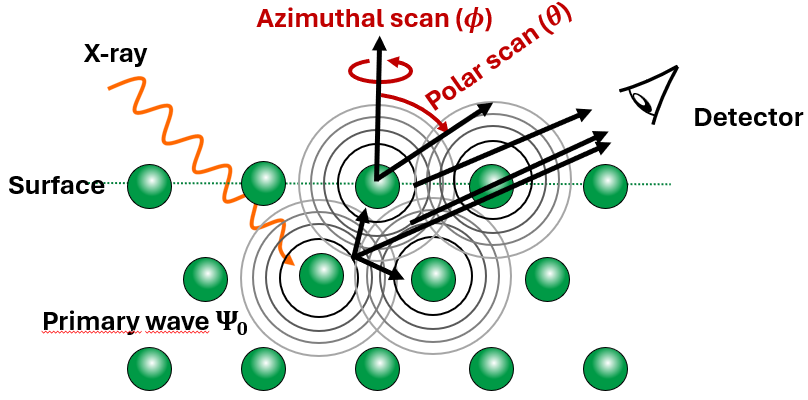 Azimuthal scan (ϕ)
Polar scan (θ)
X-ray
Detector
Surface
Primary wave Ψ₀